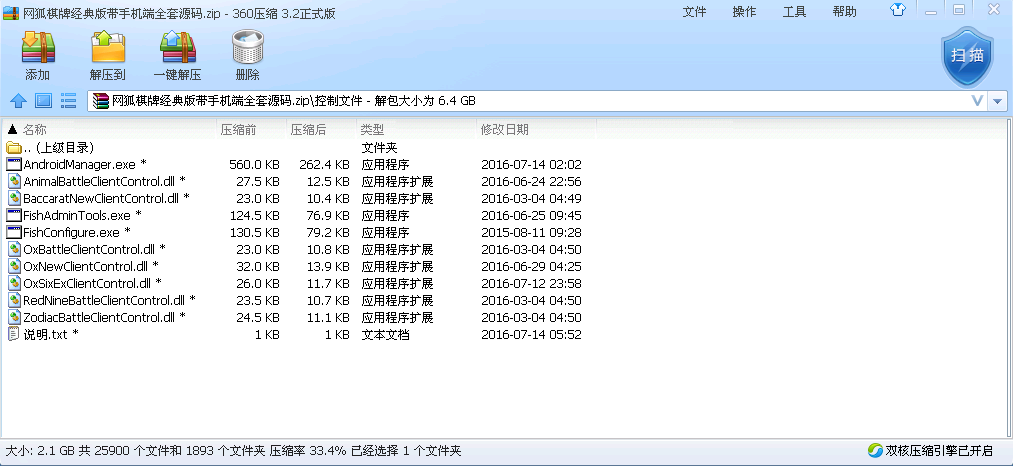 网狐棋牌经典版带手机端全套源码.zip - 360压缩 3.2正式版 文件 操作 工具 帮助
添加 解压到 一键解压 删除 扫描
网狐棋牌经典版带手机端全套源码.zip\控制文件 - 解包大小为 6.4 GB
名称 压缩前 压缩后 类型 修改日期
.. (上级目录) 文件夹
AndroidManager.exe * 560.0 KB 262.4 KB 应用程序 2016-07-14 02:02
AnimalBattleClientControl.dll * 27.5 KB 12.5 KB 应用程序扩展 2016-06-24 22:56
BaccaratNewClientControl.dll * 23.0 KB 10.4 KB 应用程序扩展 2016-03-04 04:49
FishAdminTools.exe * 124.5 KB 76.9 KB 应用程序 2016-06-25 09:45
FishConfigure.exe * 130.5 KB 79.2 KB 应用程序 2015-08-11 09:28
OxBattleClientControl.dll * 23.0 KB 10.8 KB 应用程序扩展 2016-03-04 04:50
OxNewClientControl.dll * 32.0 KB 13.9 KB 应用程序扩展 2016-06-29 04:25
OxSixExClientControl.dll * 26.0 KB 11.7 KB 应用程序扩展 2016-07-12 23:58
RedNineBattleClientControl.dll * 23.5 KB 10.7 KB 应用程序扩展 2016-03-04 04:50
ZodiacBattleClientControl.dll * 24.5 KB 11.1 KB 应用程序扩展 2016-03-04 04:50
说明.txt * 1 KB 1 KB 文本文档 2016-07-14 05:52
大小: 2.1 GB 共 25900 个文件和 1893 个文件夹 压缩率 33.4% 已经选择 1 个文件夹 双核压缩引擎已开启